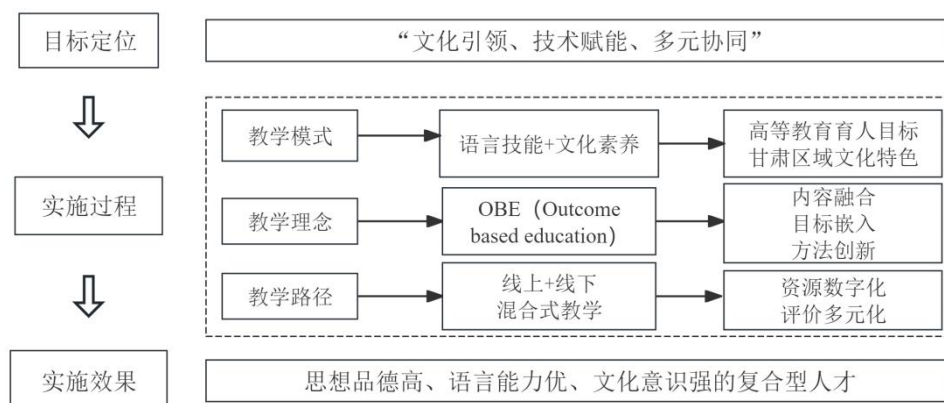 目标定位
“文化引领、技术赋能、多元协同”
教学模式
语言技能+文化素养
高等教育育人目标
甘肃区域文化特色
实施过程
教学理念
OBE（Outcome
based education）
内容融合
目标嵌入
方法创新
教学路径
线上+线下
混合式教学
资源数字化
评价多元化
实施效果
思想品德高、语言能力优、文化意识强的复合型人才